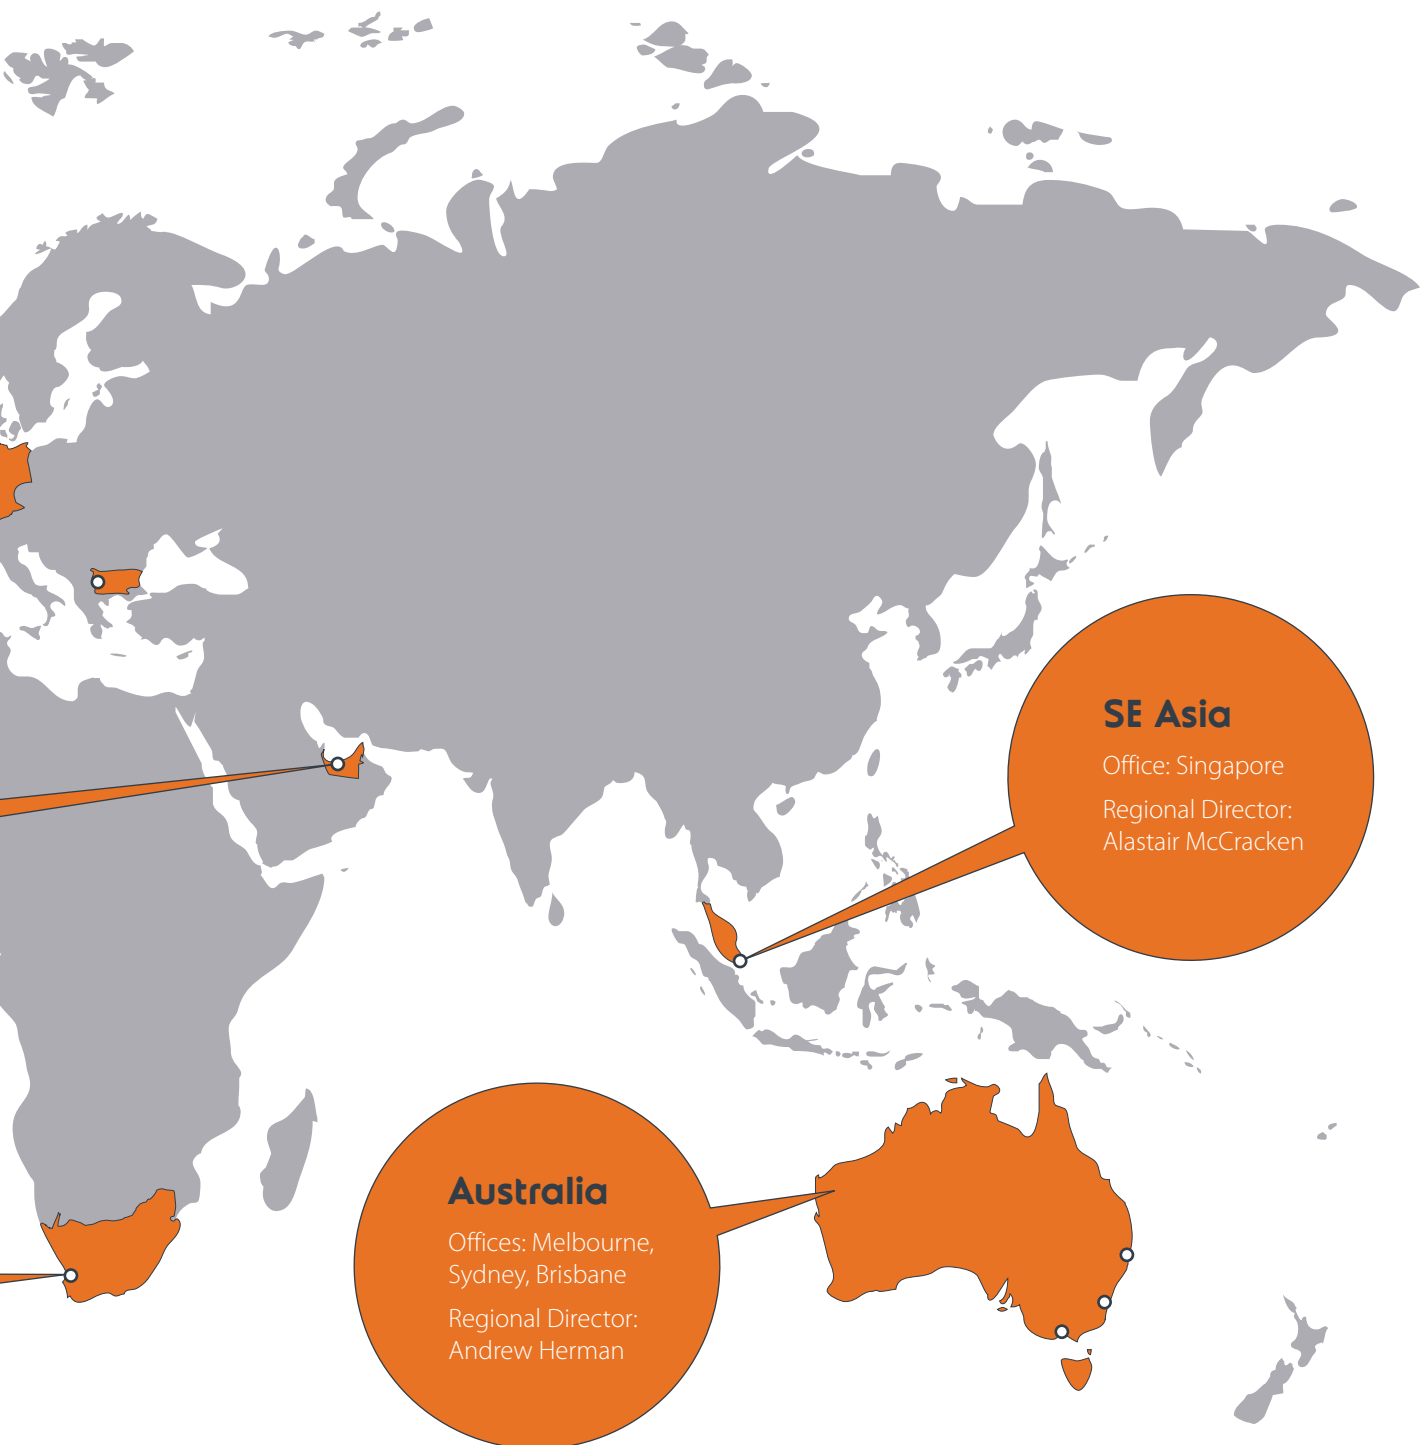 SE Asia
Office: Singapore
Regional Director:
Alastair McCracken
Australia
Offices: Melbourne,
Sydney, Brisbane
Regional Director:
Andrew Herman